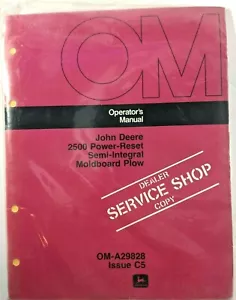 OM
Operator's
Manual
John Deere
2500 Power-Reset
Semi-Integral
Moldboard Plow
DEALER
SERVICE SHOP
COPY
OM-A29828
Issue C5